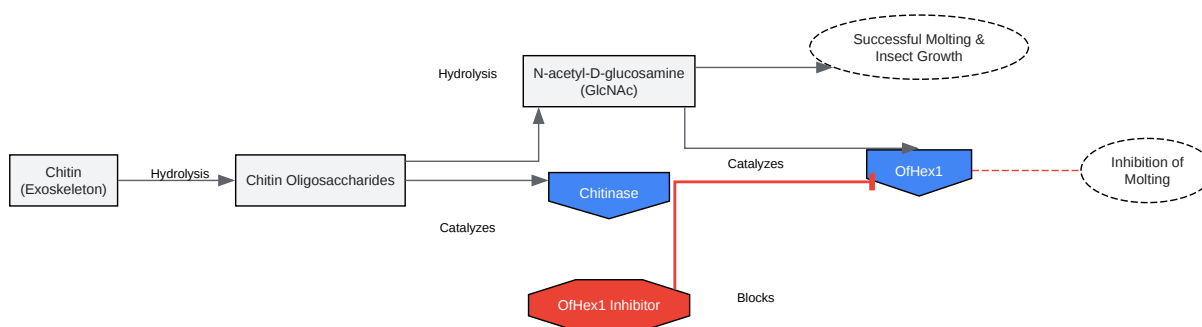 Successful Molting &
Insect Growth
Hydrolysis
N-acetyl-D-glucosamine
(GlcNAc)
Chitin
(Exoskeleton)
Hydrolysis
Chitin Oligosaccharides
Chitinase
Catalyzes
Catalyzes
OfHex1
Inhibition of
Molting
OfHex1 Inhibitor
Blocks